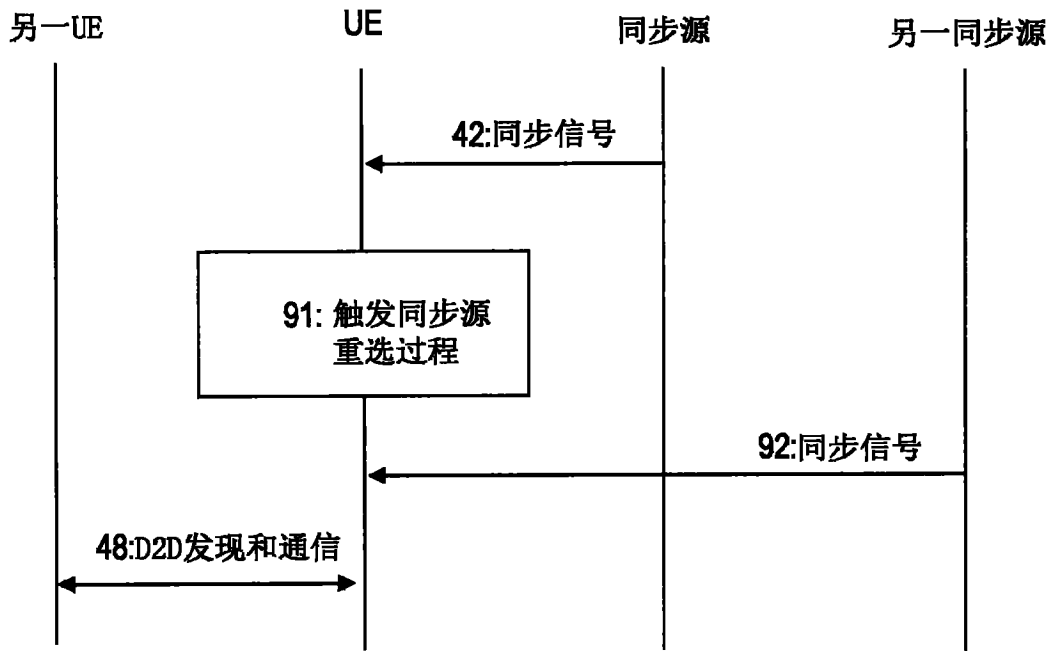 另一UE
UE
同步源
另一同步源
42:同步信号
91: 触发同步源
重选过程
92:同步信号
48:D2D发现和通信